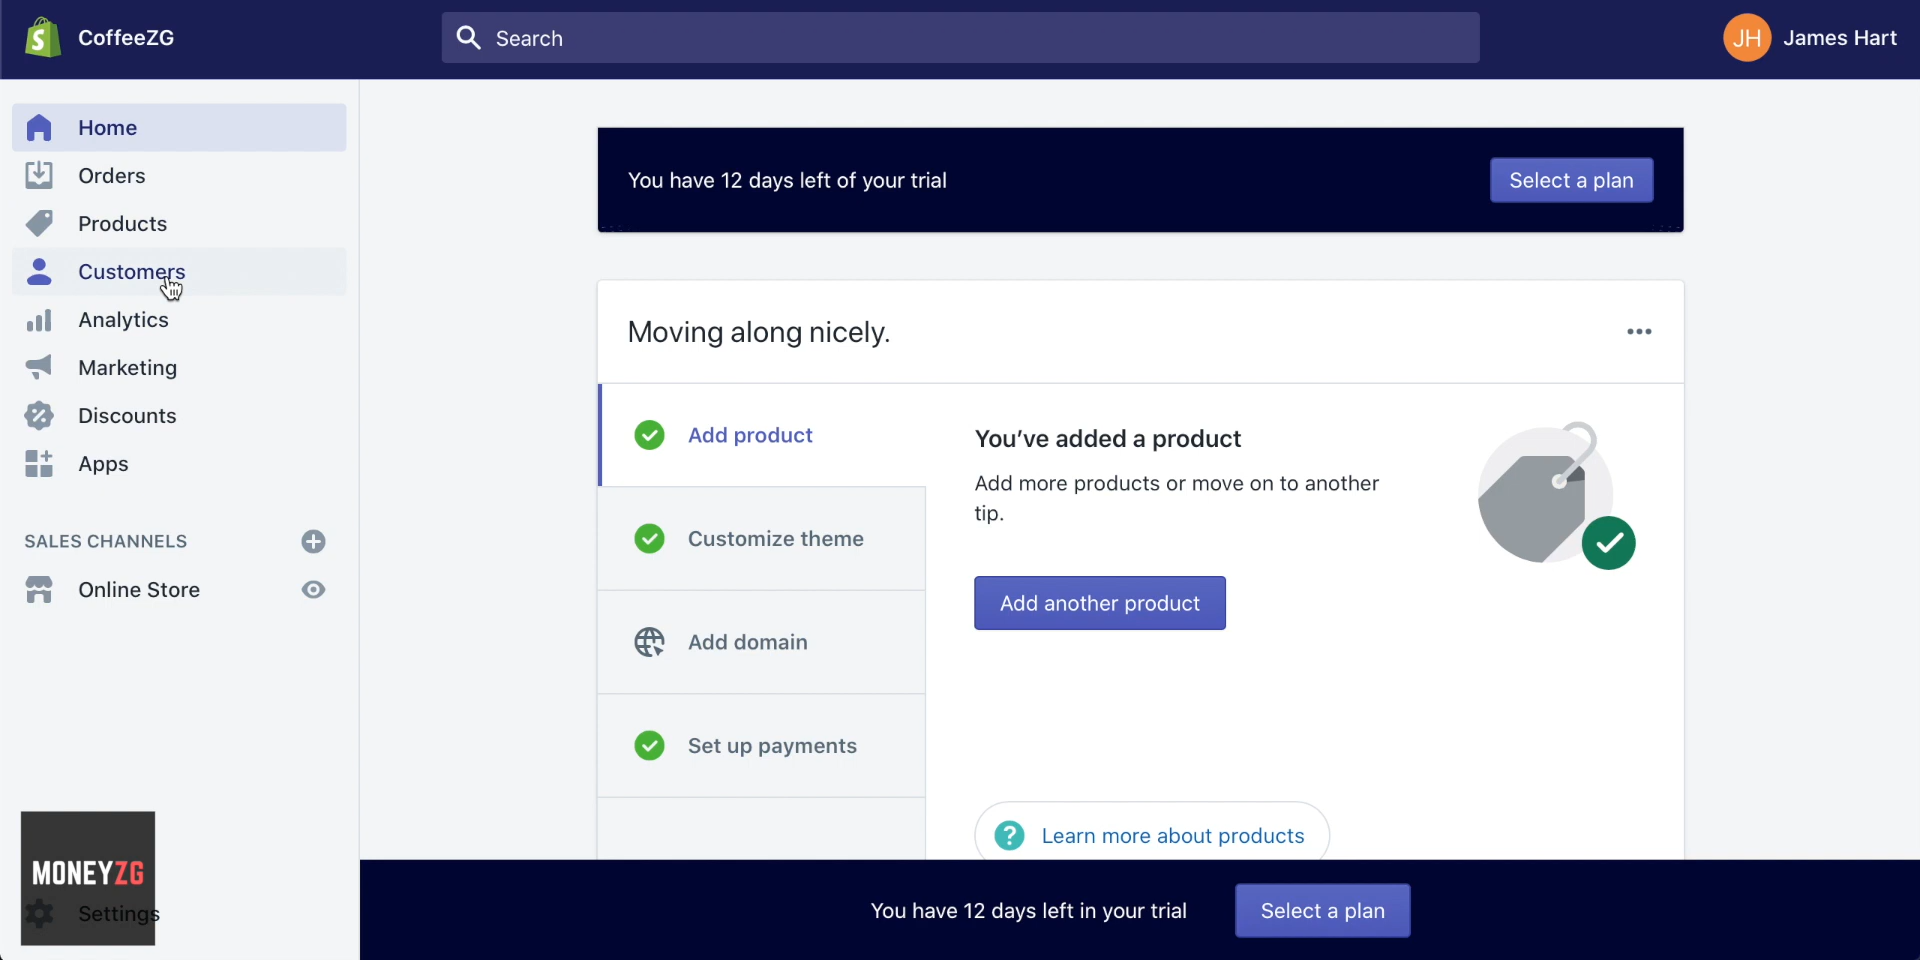 CoffeeZG
Search
JH
James Hart
Home
Orders
Products
Customers
Analytics
Marketing
Discounts
Apps
SALES CHANNELS
Online Store
MONEYZG
Settings
You have 12 days left of your trial
Select a plan
Moving along nicely.
Add product
Customize theme
Add domain
Set up payments
You’ve added a product
Add more products or move on to another
tip.
Add another product
Learn more about products
You have 12 days left in your trial
Select a plan